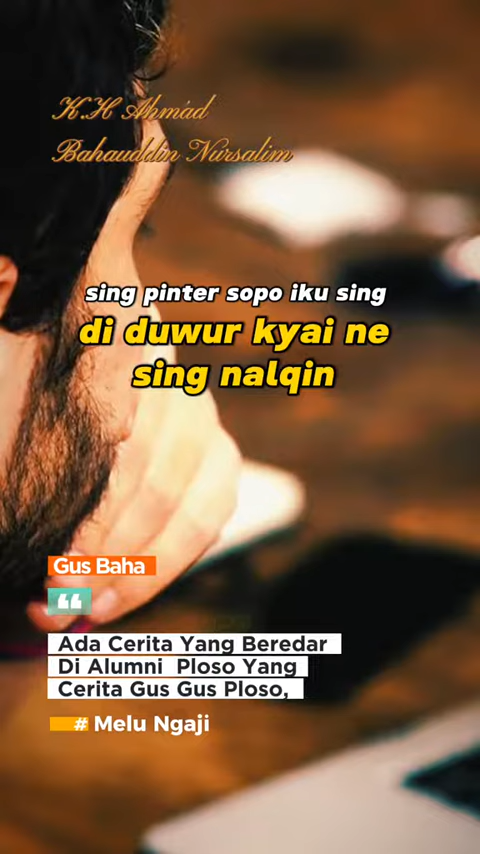 K.H Ahmad
Bahauddin Nursalim
sing pinter sopo iku sing
di duwur kyai ne
sing nalqin
Gus Baha
“
Ada Cerita Yang Beredar
Di Alumni Ploso Yang
Cerita Gus Gus Ploso,
# Melu Ngaji